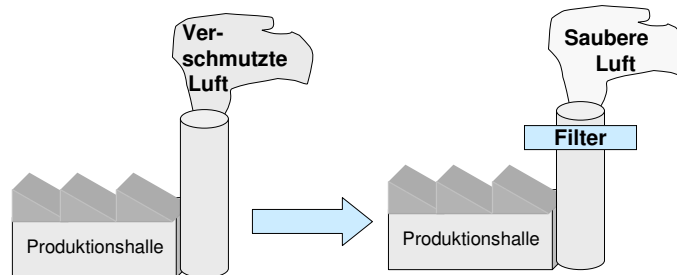 Ver-
schmutzte
Luft
Produktionshalle
Saubere
Luft
Filter
Produktionshalle